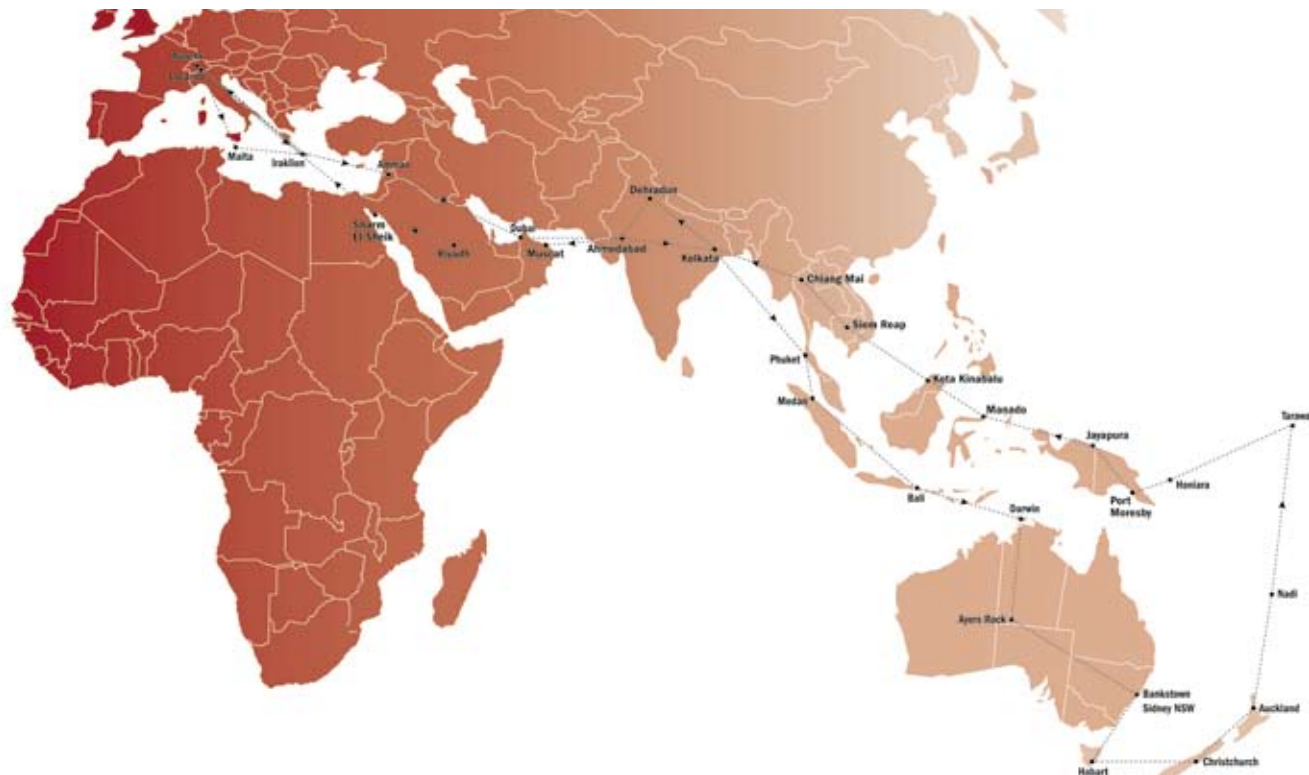 Locarno
Malta
Iraklion
Amman
Sharm
El Sheik
Riyadh
Dubai
Muscat
Dehradun
Ahmedabad
Kolkata
Chiang Mai
Siem Reap
Phuket
Kota Kinabalu
Medan
Manado
Jayapura
Tarawa
Honiara
Port
Moresby
Bali
Darwin
Nadi
Ayers Rock
Bankstown
Sidney NSW
Auckland
Hobart
Christchurch